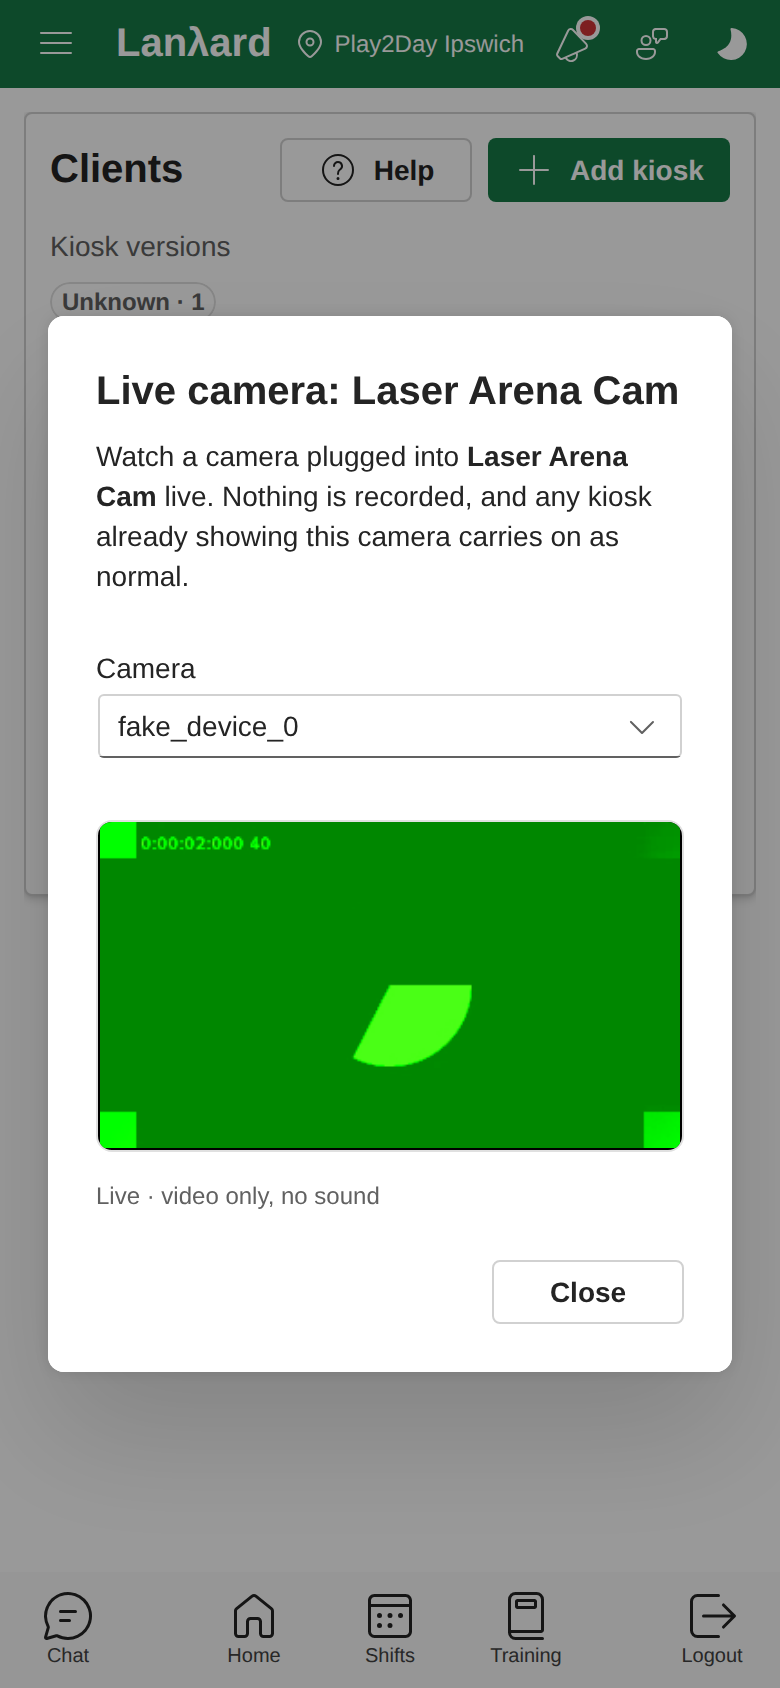 Lanλard
Play2Day Ipswich
Clients
Help
Add kiosk
Kiosk versions
Unknown · 1
Live camera: Laser Arena Cam
Watch a camera plugged into Laser Arena
Cam live. Nothing is recorded, and any kiosk
already showing this camera carries on as
normal.
Camera
fake_device_0
0:00:02:000 40
Live · video only, no sound
Close
Chat
Home
Shifts
Training
Logout